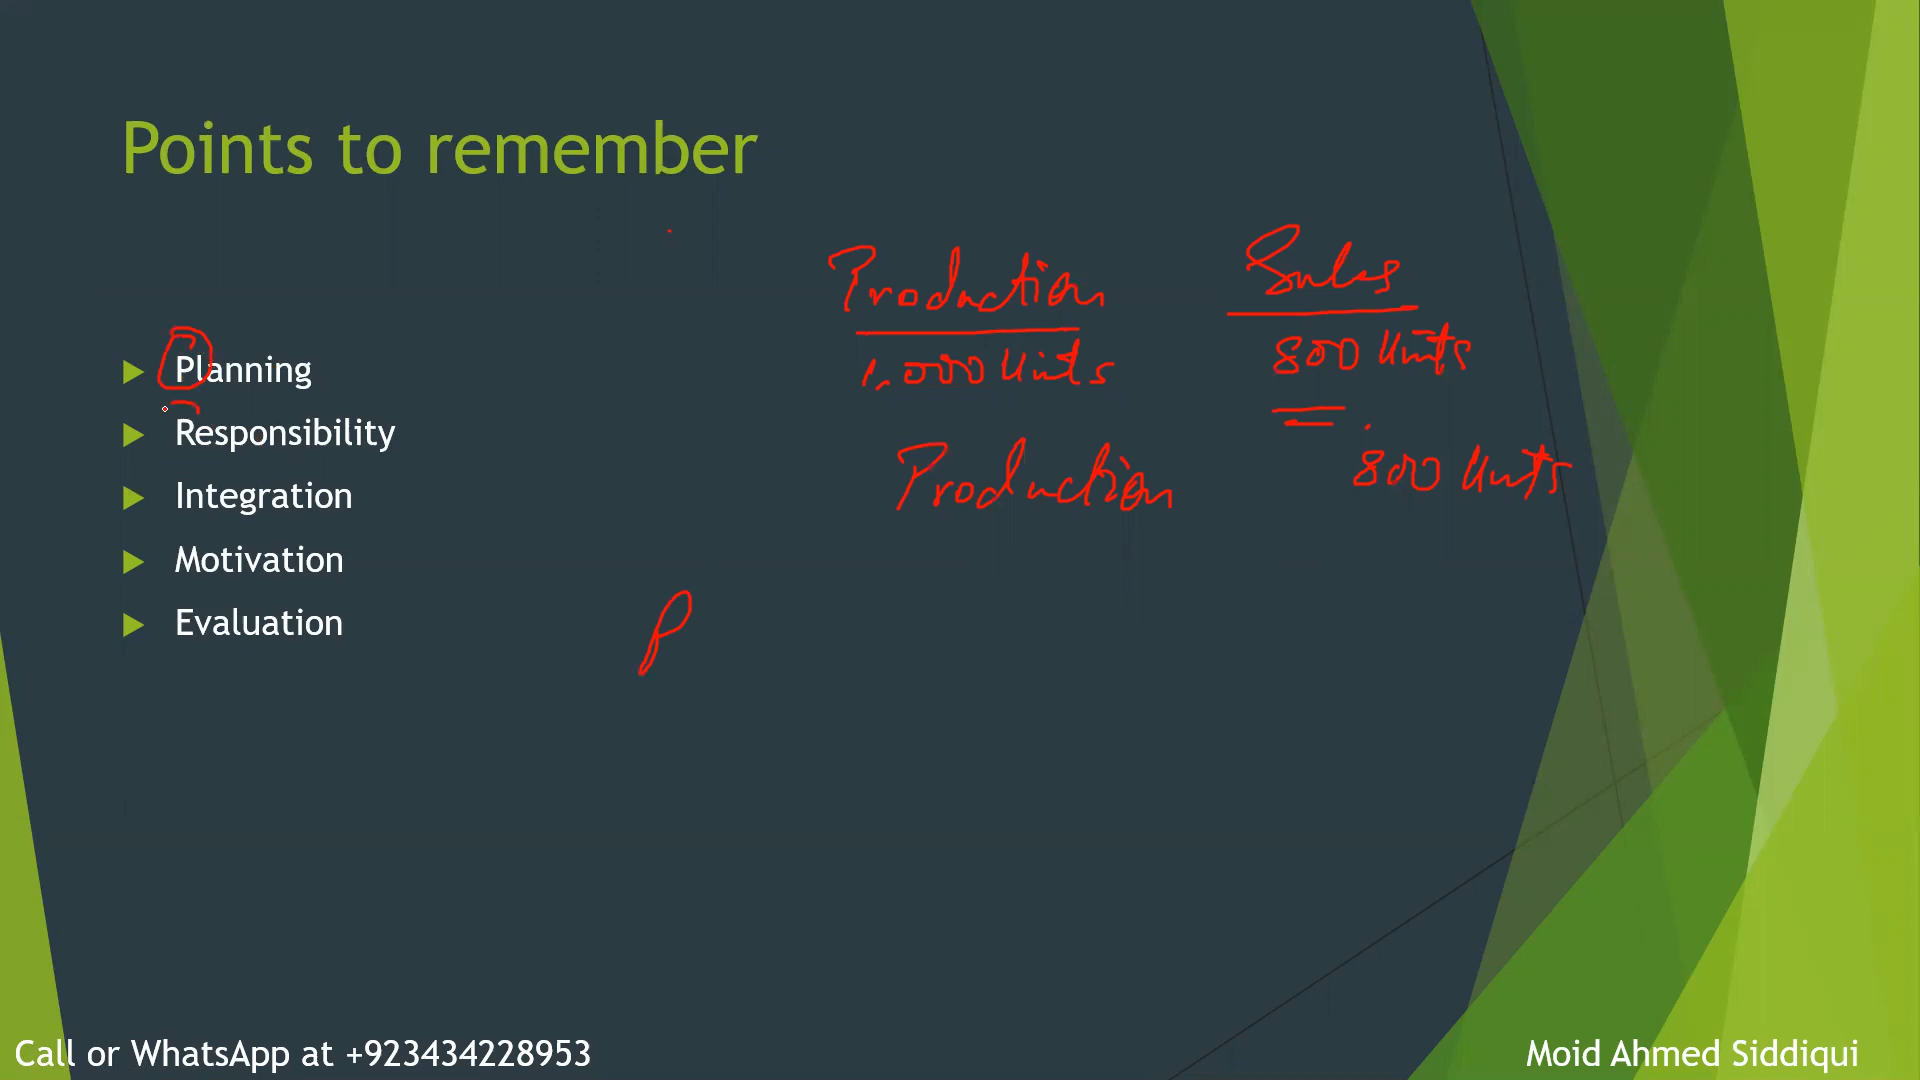 Points to remember
Production Sales
1,000 Units 800 Units
Production 800 Units
Planning
Responsibility
Integration
Motivation
Evaluation
P
Call or WhatsApp at +923434228953
Moid Ahmed Siddiqui